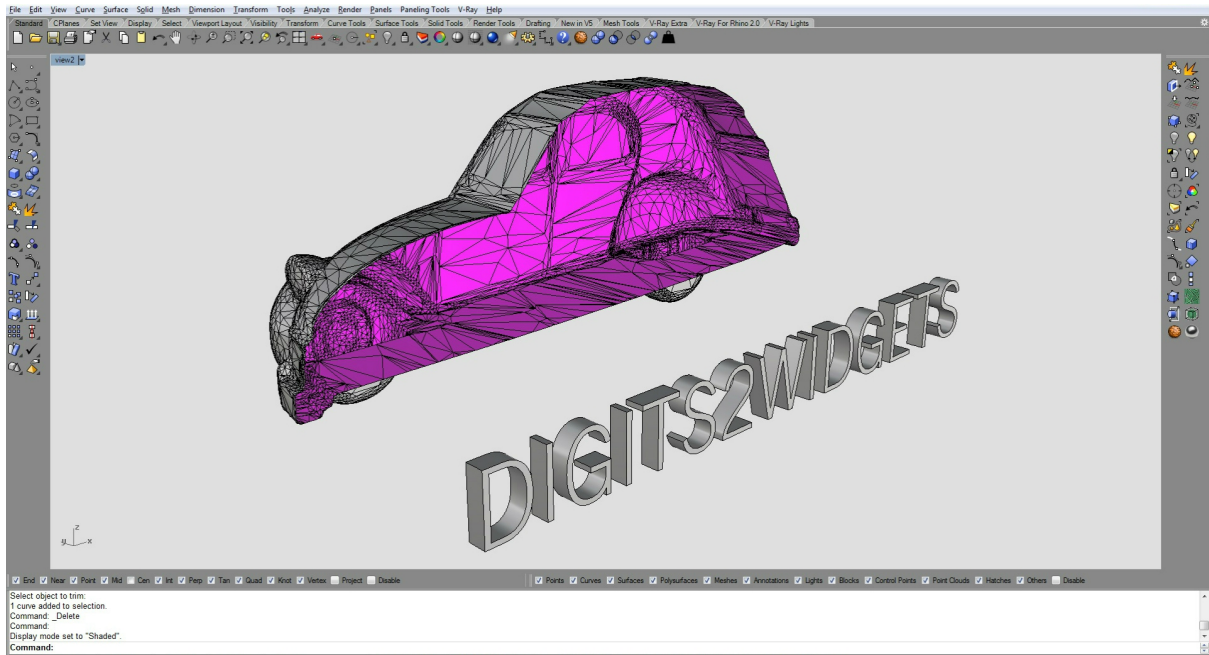 File Edit View Curve Surface Solid Mesh Dimension Transform Tools Analyze Render Panels Paneling Tools V-Ray Help
Standard CPlanes Set View Display Select Viewport Layout Visibility Transform Curve Tools Surface Tools Solid Tools Render Tools Drafting New in V5 Mesh Tools V-Ray Extra V-Ray For Rhino 2.0 V-Ray Lights
view2
DIGITS2WIDGETS
z
y x
End Near Point Mid Cen Int Perp Tan Quad Knot Vertex Project Disable Points Curves Surfaces Polysurfaces Meshes Annotations Lights Blocks Control Points Point Clouds Hatches Others Disable
Select object to trim:
1 curve added to selection.
Command: _Delete
Command:
Display mode set to "Shaded".
Command: